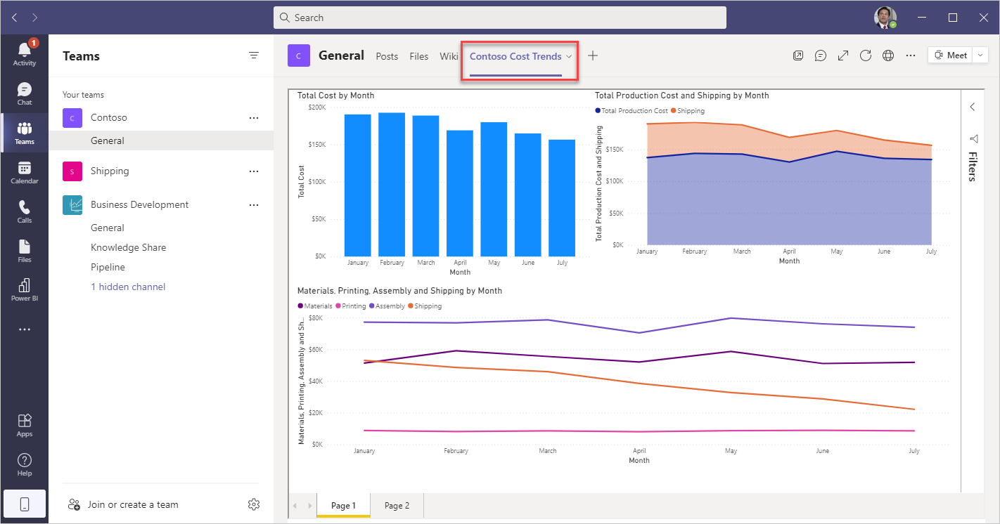 Search
1
Activity
Chat
Teams
Calendar
Calls
Files
Power BI
Apps
Help
Teams
Your teams
C Contoso
General
S Shipping
Business Development
General
Knowledge Share
Pipeline
1 hidden channel
Join or create a team
C General Posts Files Wiki Contoso Cost Trends
Meet
Total Cost by Month
Total Cost
$200K
$150K
$100K
$50K
$0K
January February March April May June July
Month
Total Production Cost and Shipping by Month
Total Production Cost Shipping
Total Production Cost and Shipping
$150K
$100K
$50K
$0K
January February March April May June July
Month
Filters
Materials, Printing, Assembly and Shipping by Month
Materials Printing Assembly Shipping
Materials, Printing, Assembly and Sh...
$80K
$60K
$40K
$20K
$0K
January February March April May June July
Month
Page 1 Page 2